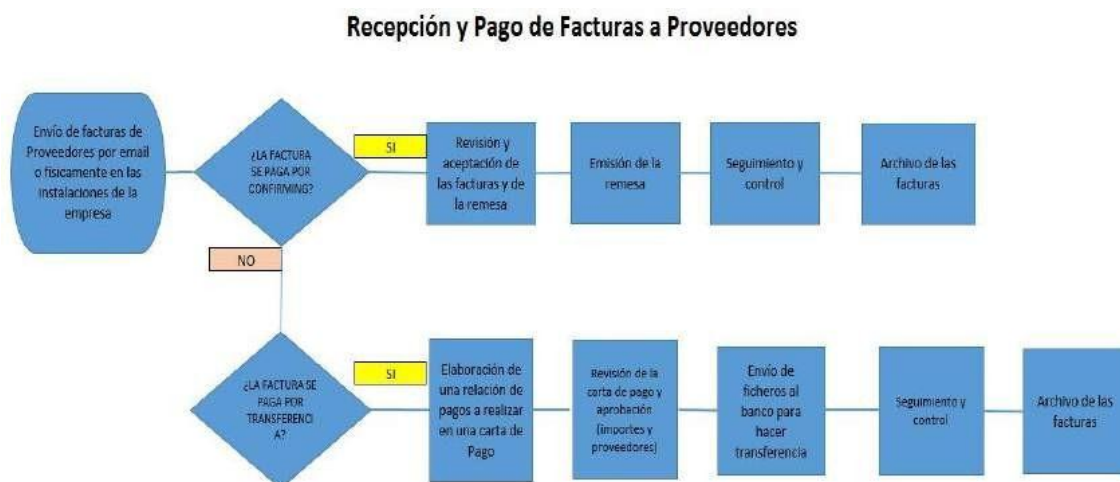 Recepción y Pago de Facturas a Proveedores
Envío de facturas de
Proveedores por email
o físicamente en las
instalaciones de la
empresa
¿LA FACTURA
SE PAGA POR
CONFIRMING?
SI
Revisión y
aceptación de
las facturas y de
la remesa
Emisión de la
remesa
Seguimiento y
control
Archivo de las
facturas
NO
¿LA FACTURA SE
PAGA POR
TRANSFERENCI
A?
SI
Elaboración de
una relación de
pagos a realizar
en una carta de
Pago
Revisión de la
carta de pago y
aprobación
(importes y
proveedores)
Envío de
ficheros al
banco para
hacer
transferencia
Seguimiento y
control
Archivo de las
facturas